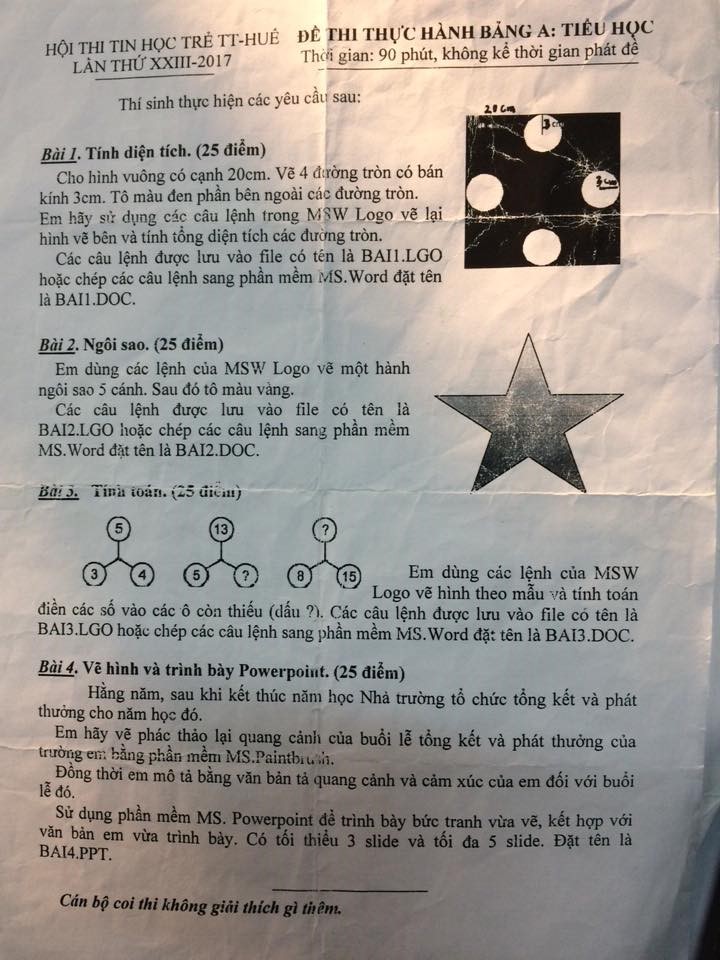 HỘI THI TIN HỌC TRẺ TT-HUẾ
LẦN THỨ XXIII-2017
ĐỀ THI THỰC HÀNH BẢNG A: TIỂU HỌC
Thời gian: 90 phút, không kể thời gian phát đề
Thí sinh thực hiện các yêu cầu sau:
20 cm
3 cm
3 cm
Bài 1. Tính diện tích. (25 điểm)
Cho hình vuông có cạnh 20cm. Vẽ 4 đường tròn có bán
kính 3cm. Tô màu đen phần bên ngoài các đường tròn.
Em hãy sử dụng các câu lệnh trong MSW Logo vẽ lại
hình vẽ bên và tính tổng diện tích các đường tròn.
Các câu lệnh được lưu vào file có tên là BAI1.LGO
hoặc chép các câu lệnh sang phần mềm MS.Word đặt tên
là BAI1.DOC.
Bài 2. Ngôi sao. (25 điểm)
Em dùng các lệnh của MSW Logo vẽ một hành
ngôi sao 5 cánh. Sau đó tô màu vàng.
Các câu lệnh được lưu vào file có tên là
BAI2.LGO hoặc chép các câu lệnh sang phần mềm
MS.Word đặt tên là BAI2.DOC.
Bài 3. Tính toán. (25 điểm)
5 13 ?
3 4 5 ? 8 15
Em dùng các lệnh của MSW
Logo vẽ hình theo mẫu và tính toán
điền các số vào các ô còn thiếu (dấu ?). Các câu lệnh được lưu vào file có tên là
BAI3.LGO hoặc chép các câu lệnh sang phần mềm MS.Word đặt tên là BAI3.DOC.
Bài 4. Vẽ hình và trình bày Powerpoint. (25 điểm)
Hằng năm, sau khi kết thúc năm học Nhà trường tổ chức tổng kết và phát
thưởng cho năm học đó.
Em hãy vẽ phác thảo lại quang cảnh của buổi lễ tổng kết và phát thưởng của
trường em bằng phần mềm MS.Paintbrush.
Đồng thời em mô tả bằng văn bản tả quang cảnh và cảm xúc của em đối với buổi
lễ đó.
Sử dụng phần mềm MS. Powerpoint để trình bày bức tranh vừa vẽ, kết hợp với
văn bản em vừa trình bày. Có tối thiểu 3 slide và tối đa 5 slide. Đặt tên là
BAI4.PPT.
Cán bộ coi thi không giải thích gì thêm.